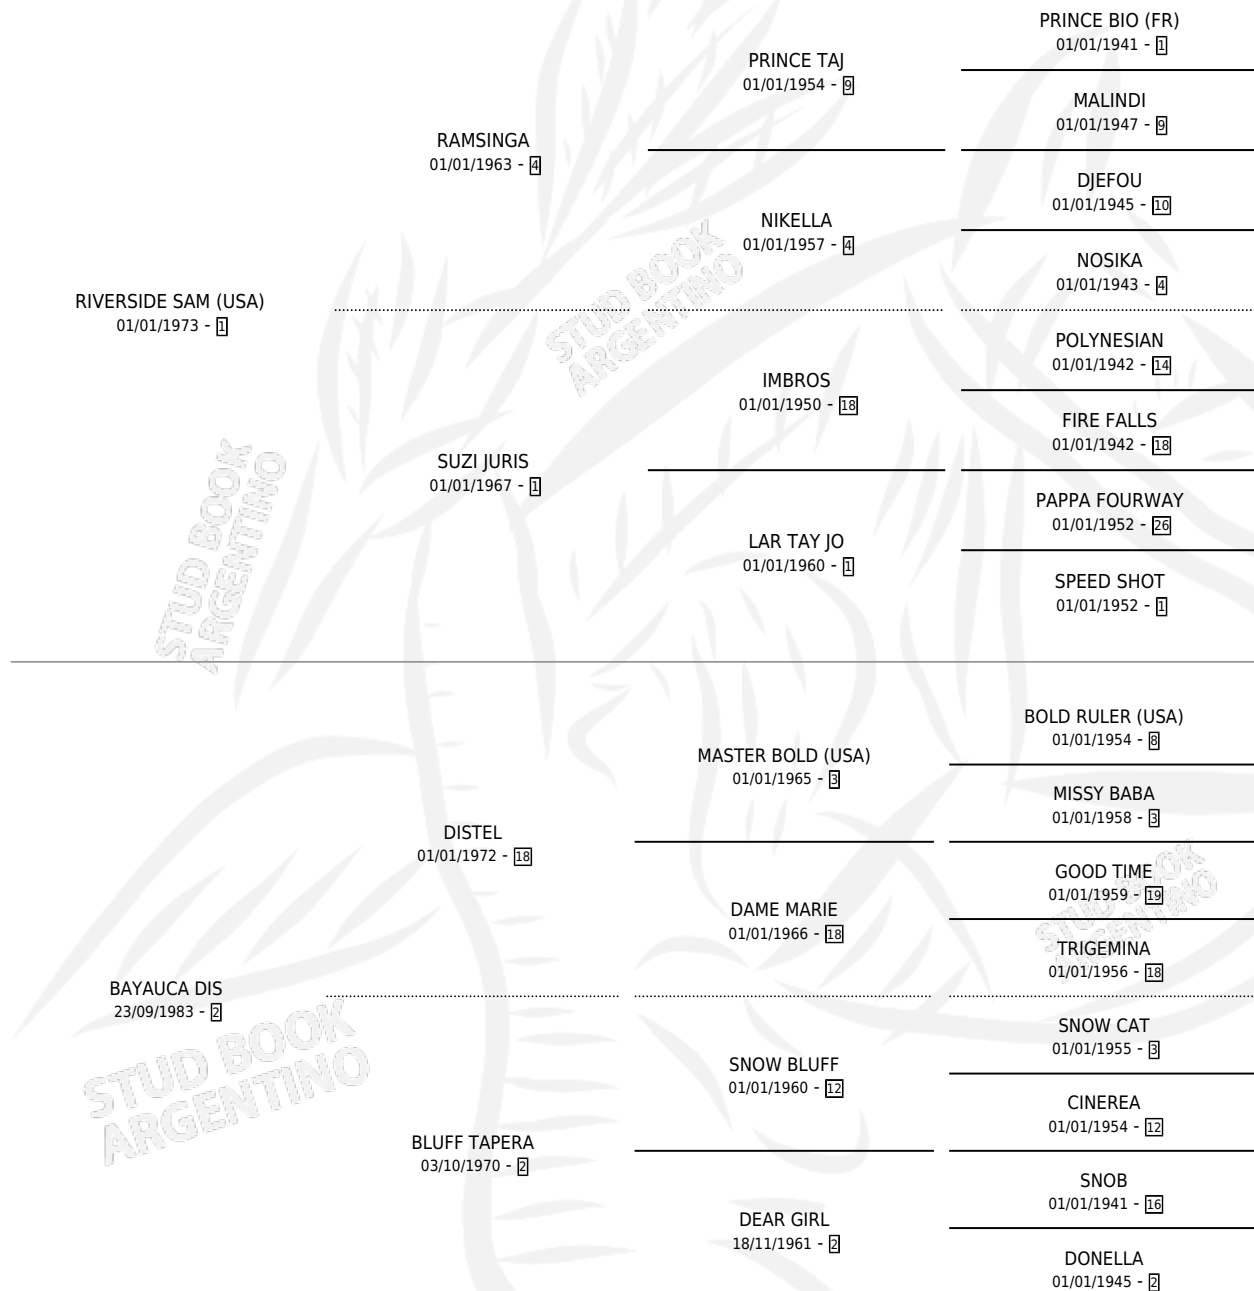 PRINCE BIO (FR)
01/01/1941 - 1
PRINCE TAJ
01/01/1954 - 9
MALINDI
01/01/1947 - 9
RAMSINGA
01/01/1963 - 4
DJEFOU
01/01/1945 - 10
NIKELLA
01/01/1957 - 4
NOSIKA
01/01/1943 - 4
RIVERSIDE SAM (USA)
01/01/1973 - 1
POLYNESIAN
01/01/1942 - 14
IMBROS
01/01/1950 - 18
FIRE FALLS
01/01/1942 - 18
SUZI JURIS
01/01/1967 - 1
PAPPA FOURWAY
01/01/1952 - 26
LAR TAY JO
01/01/1960 - 1
SPEED SHOT
01/01/1952 - 1
BOLD RULER (USA)
01/01/1954 - 8
MASTER BOLD (USA)
01/01/1965 - 3
MISSY BABA
01/01/1958 - 3
DISTEL
01/01/1972 - 18
GOOD TIME
01/01/1959 - 19
DAME MARIE
01/01/1966 - 18
TRIGEMINA
01/01/1956 - 18
BAYAUCA DIS
23/09/1983 - 2
SNOW CAT
01/01/1955 - 3
SNOW BLUFF
01/01/1960 - 12
CINEREA
01/01/1954 - 12
BLUFF TAPERA
03/10/1970 - 2
SNOB
01/01/1941 - 16
DEAR GIRL
18/11/1961 - 2
DONELLA
01/01/1945 - 2
STUD BOOK
ARGENTINO
STUD BOOK
ARGENTINO
STUD BOOK
ARGENTINO
STUD BOOK
ARGENTINO